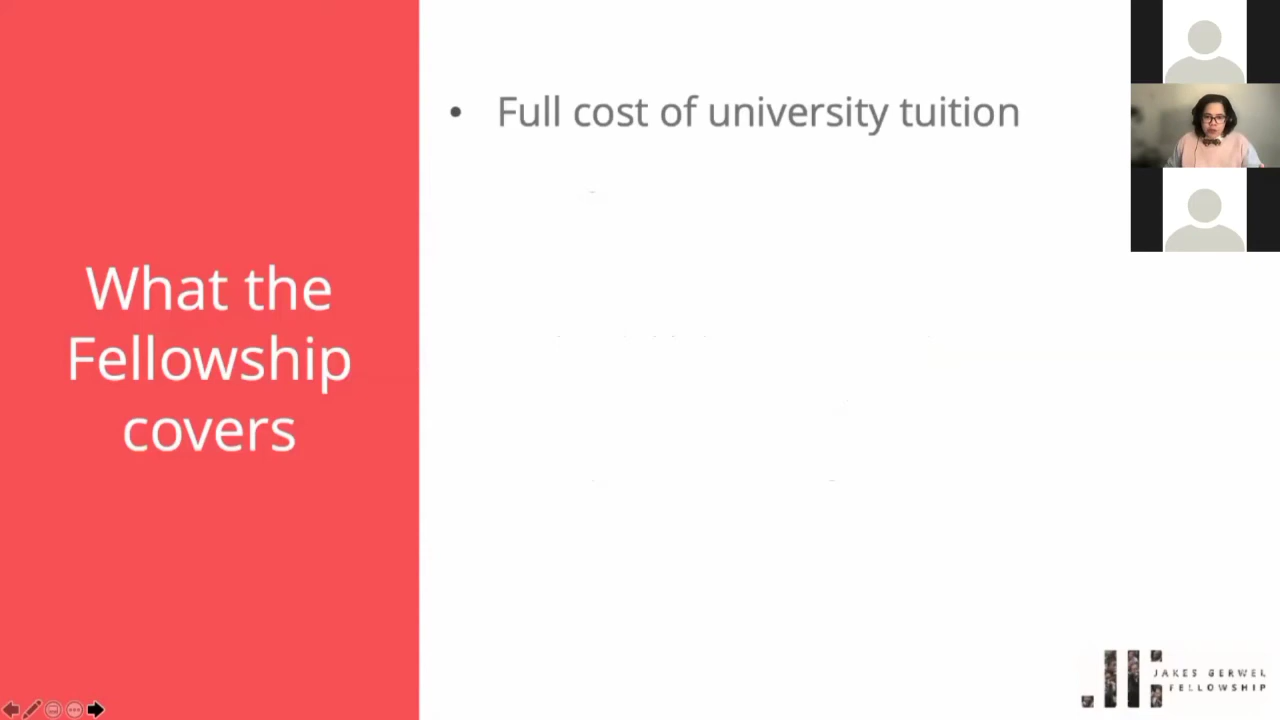 • Full cost of university tuition
What the
Fellowship
covers
JAKES GERWEL
FELLOWSHIP